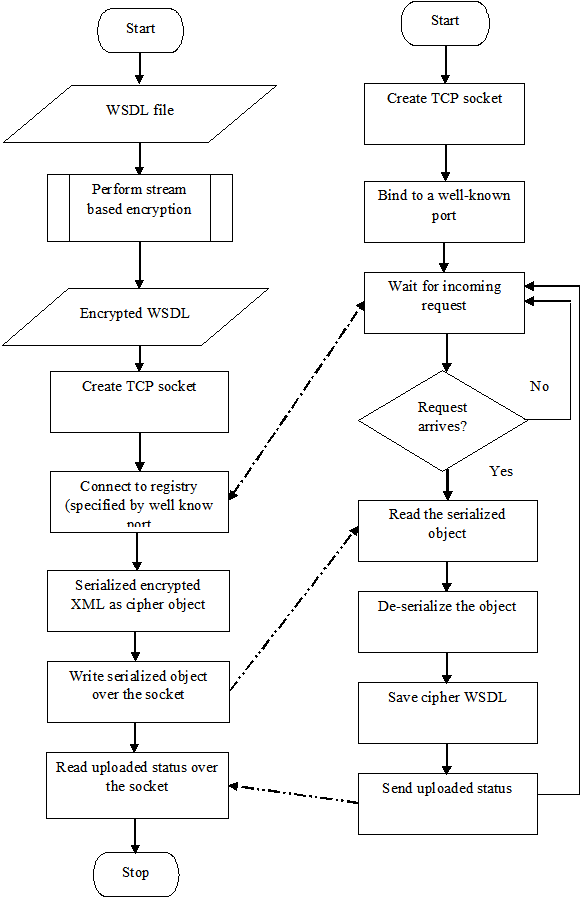 Start
WSDL file
Perform stream
based encryption
Encrypted WSDL
Create TCP socket
Connect to registry
(specified by well know
port
Serialized encrypted
XML as cipher object
Write serialized object
over the socket
Read uploaded status over
the socket
Stop
Start
Create TCP socket
Bind to a well-known
port
Wait for incoming
request
Request
arrives?
No
Yes
Read the serialized
object
De-serialize the object
Save cipher WSDL
Send uploaded status